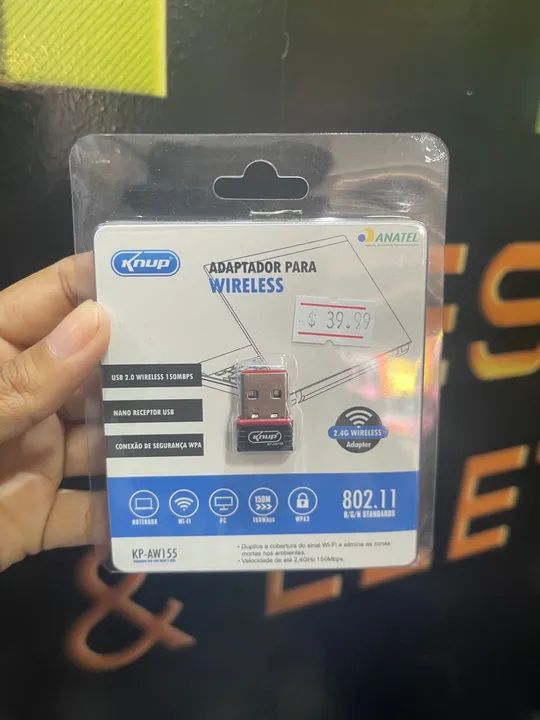 knup
ANATEL
ADAPTADOR PARA
WIRELESS
$ 39.99
USB 2.0 WIRELESS 150MBPS
NANO RECEPTOR USB
CONEXÃO DE SEGURANÇA WPA
knup
2.4G WIRELESS
Adapter
150M
NOTEBOOK
WI-FI
PC
150Mbps
WPA2
802.11
B/G/N STANDARDS
KP-AW155
• Duplica a cobertura do sinal Wi-Fi e elimina as zonas
mortas nos ambientes.
• Velocidade de até 2,4GHz 150Mbps.
&